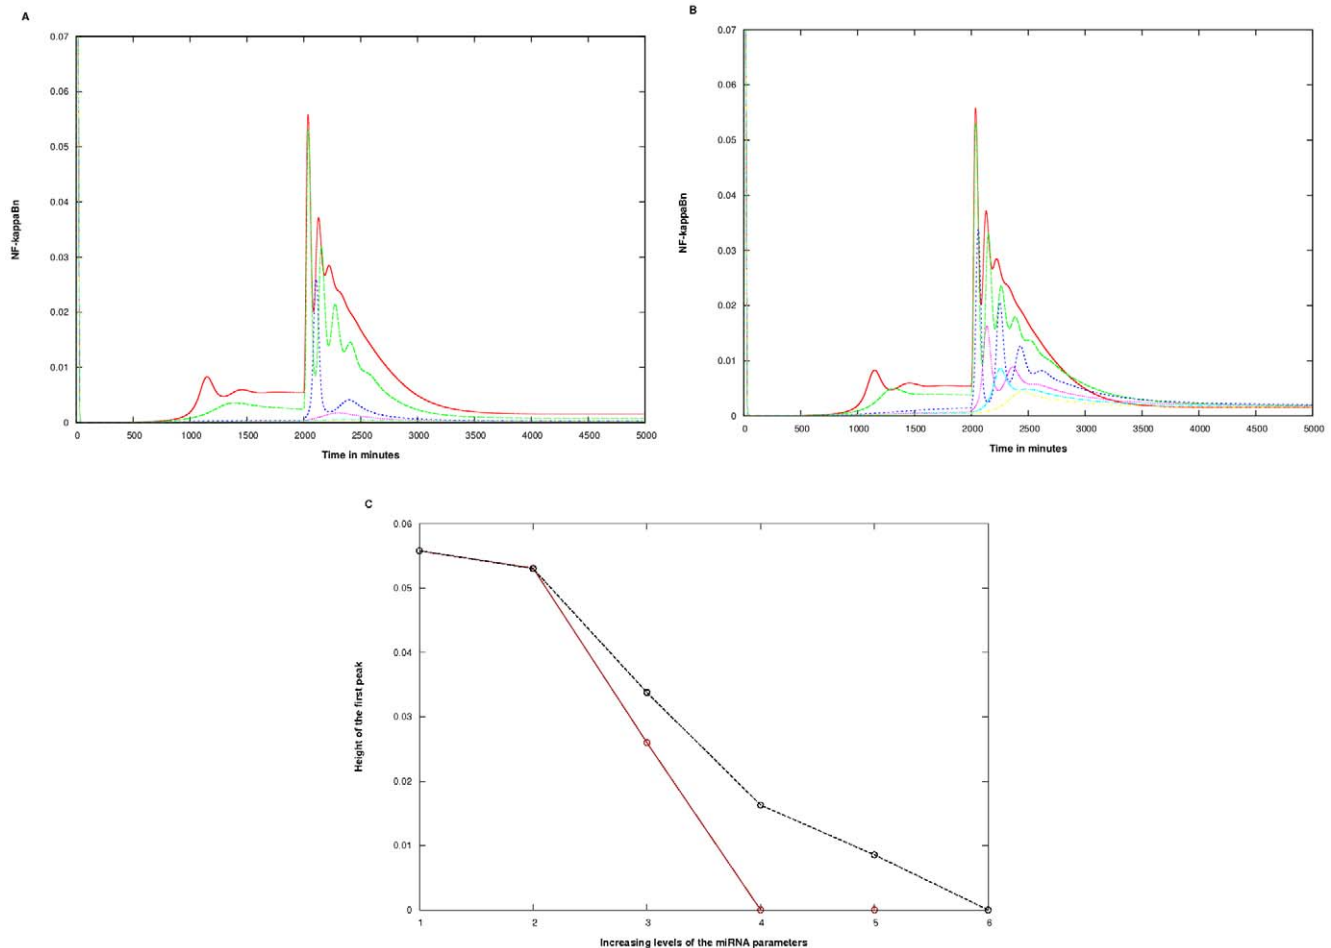 A
0.07
0.06
0.05
0.04
0.03
0.02
0.01
0
NF-kappaBn
0 500 1000 1500 2000 2500 3000 3500 4000 4500 5000
Time in minutes
B
0.07
0.06
0.05
0.04
0.03
0.02
0.01
0
NF-kappaBn
0 500 1000 1500 2000 2500 3000 3500 4000 4500 5000
Time in minutes
C
0.06
0.05
0.04
0.03
0.02
0.01
0
Height of the first peak
1 2 3 4 5 6
Increasing levels of the miRNA parameters